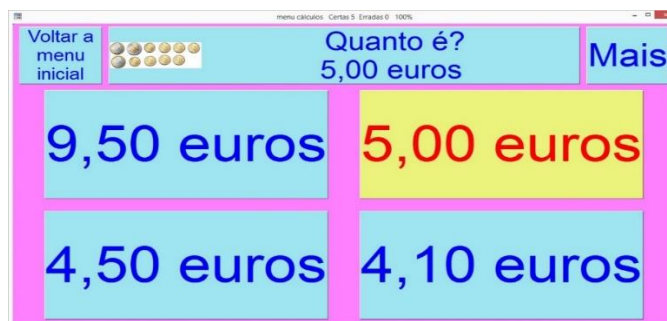 menu cálculos Certas 5 Erradas 0 100%
Voltar a
menu
inicial
Quanto é?
5,00 euros
Mais
9,50 euros
5,00 euros
4,50 euros
4,10 euros